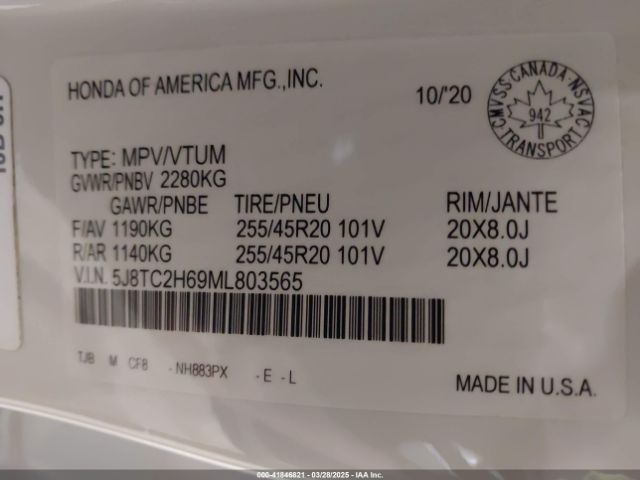 HONDA OF AMERICA MFG.,INC.
10/'20
CMVSS·CANADA·NSVAC
942
TRANSPORT
TYPE: MPV/VTUM
GVWR/PNBV 2280KG
GAWR/PNBE TIRE/PNEU RIM/JANTE
F/AV 1190KG 255/45R20 101V 20X8.0J
R/AR 1140KG 255/45R20 101V 20X8.0J
V.I.N. 5J8TC2H69ML803565
TJB M CF8 - NH883PX - E - L
MADE IN U.S.A.
000-41846821 - 03/28/2025 - IAA Inc.